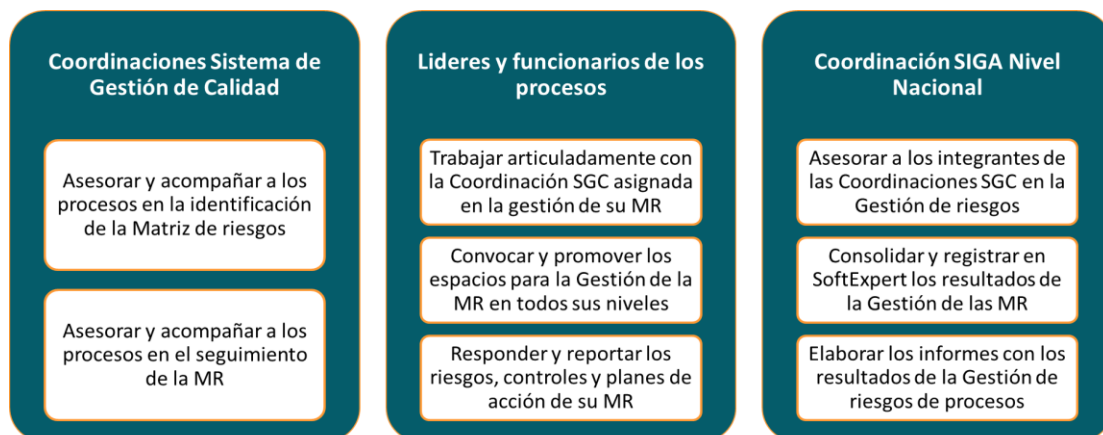 Coordinaciones Sistema de
Gestión de Calidad
Asesorar y acompañar a los
procesos en la identificación
de la Matriz de riesgos
Asesorar y acompañar a los
procesos en el seguimiento
de la MR
Lideres y funcionarios de los
procesos
Trabajar articuladamente con
la Coordinación SGC asignada
en la gestión de su MR
Convocar y promover los
espacios para la Gestión de la
MR en todos sus niveles
Responder y reportar los
riesgos, controles y planes de
acción de su MR
Coordinación SIGA Nivel
Nacional
Asesorar a los integrantes de
las Coordinaciones SGC en la
Gestión de riesgos
Consolidar y registrar en
SoftExpert los resultados de
la Gestión de las MR
Elaborar los informes con los
resultados de la Gestión de
riesgos de procesos